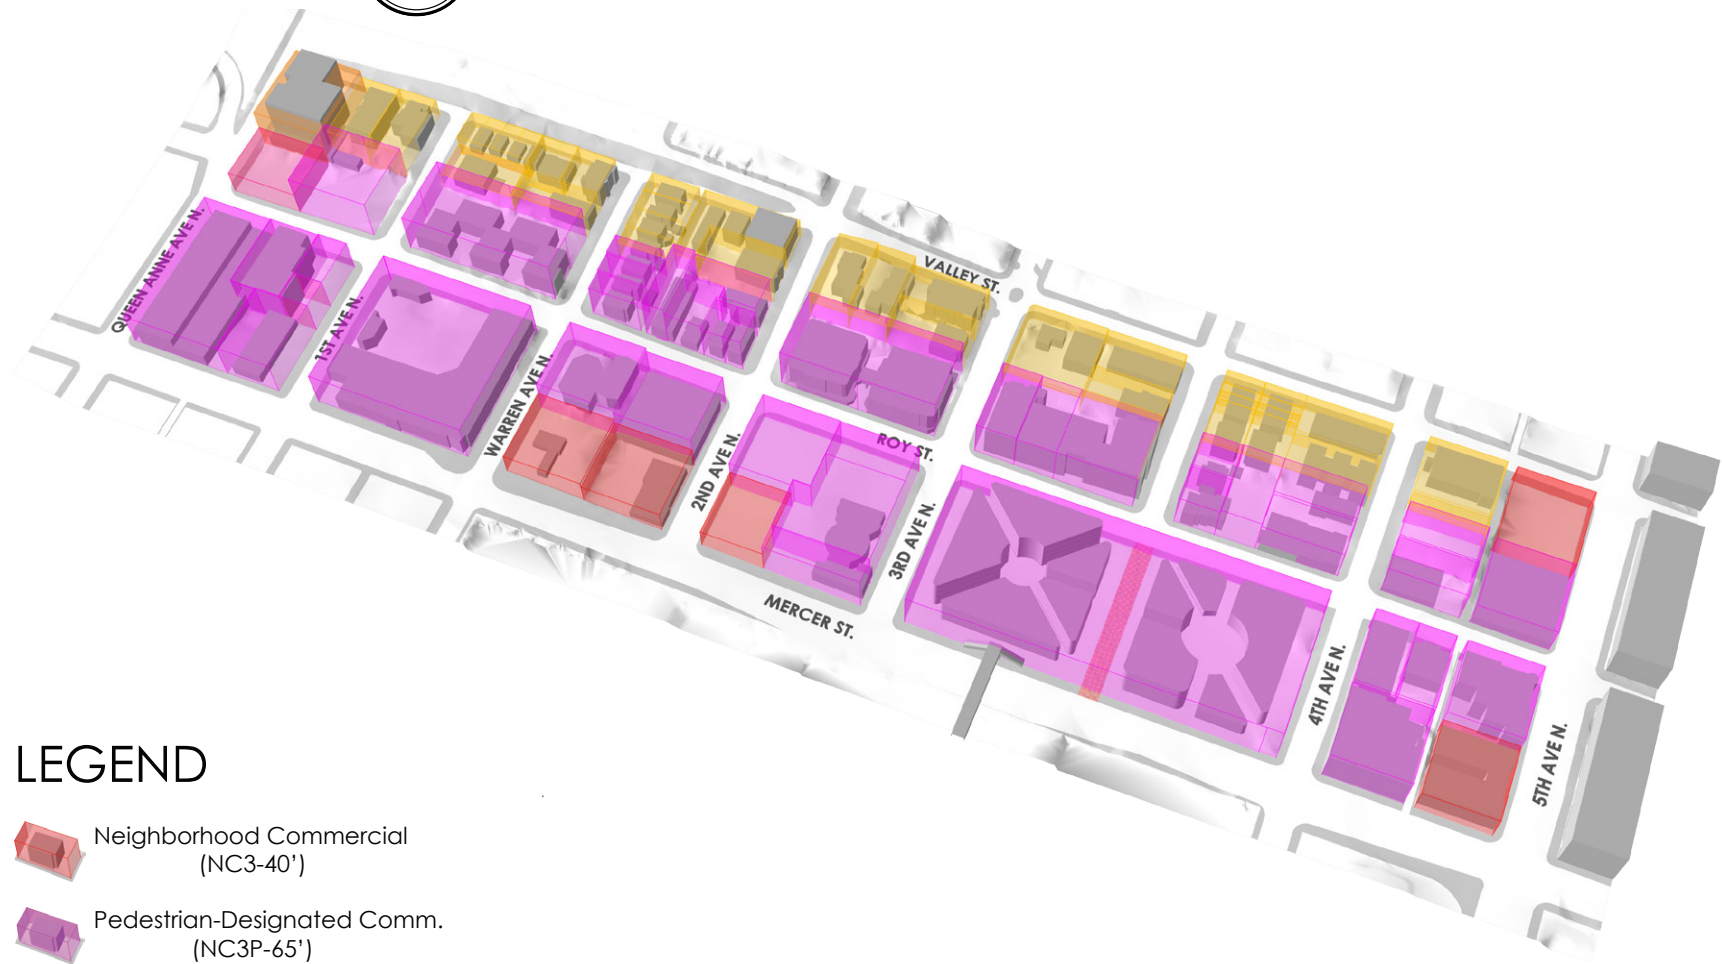 VALLEY ST.
QUEEN ANNE AVE N.
1ST AVE N.
WARREN AVE N.
2ND AVE N.
ROY ST.
3RD AVE N.
MERCER ST.
4TH AVE N.
5TH AVE N.
LEGEND
Neighborhood Commercial
(NC3-40’)
Pedestrian-Designated Comm.
(NC3P-65’)